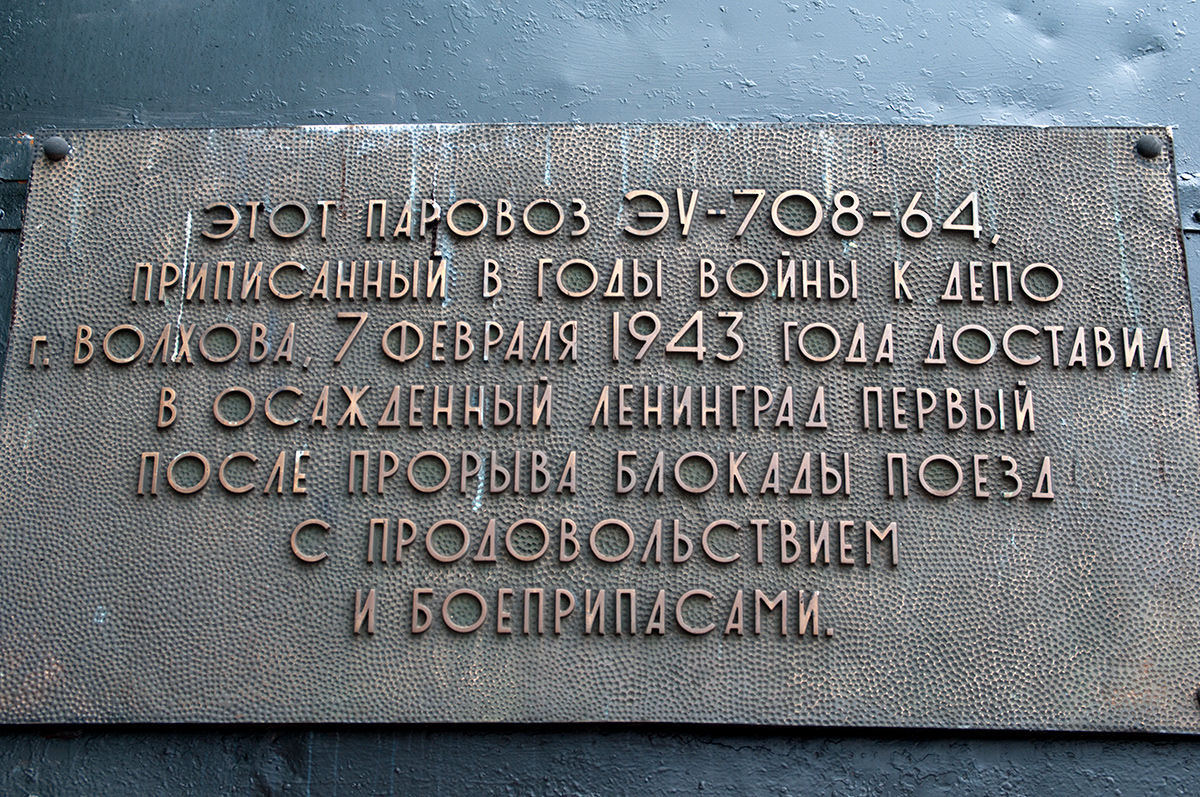 ЭТОТ ПАРОВОЗ ЭУ--708-64,
ПРИПИСАННЫЙ В ГОДЫ ВОЙНЫ К ДЕПО
г. ВОЛХОВА, 7 ФЕВРАЛЯ 1943 ГОДА ДОСТАВИЛ
В ОСАЖДЕННЫЙ ЛЕНИНГРАД ПЕРВЫЙ
ПОСЛЕ ПРОРЫВА БЛОКАДЫ ПОЕЗД
С ПРОДОВОЛЬСТВИЕМ
И БОЕПРИПАСАМИ.